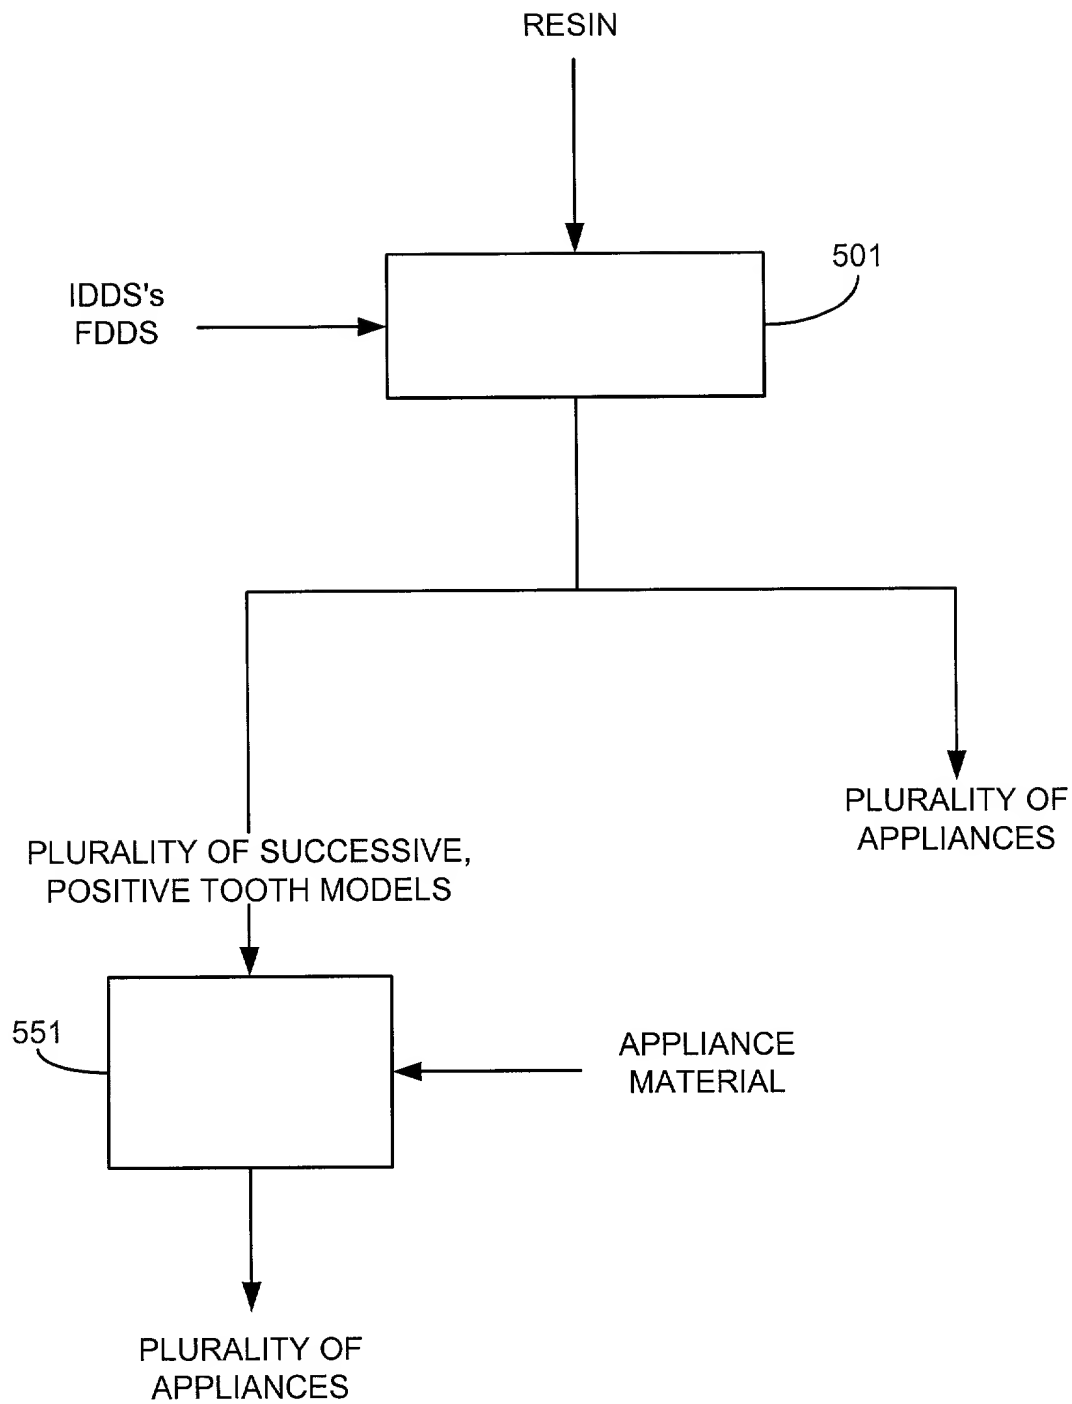 RESIN
501
IDDS's
FDDS
PLURALITY OF
APPLIANCES
PLURALITY OF SUCCESSIVE,
POSITIVE TOOTH MODELS
551
APPLIANCE
MATERIAL
PLURALITY OF
APPLIANCES